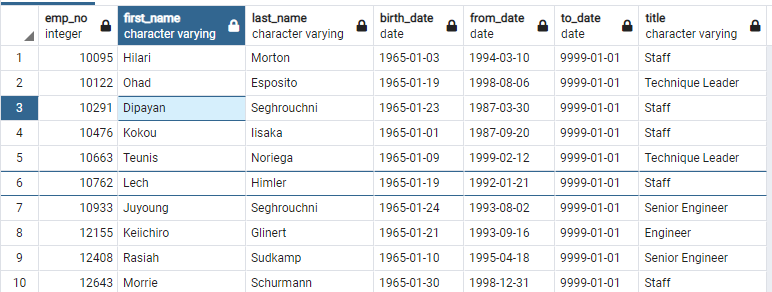 emp_no first_name last_name birth_date from_date to_date title
integer character varying character varying date date date character varying
1 10095 Hilari Morton 1965-01-03 1994-03-10 9999-01-01 Staff
2 10122 Ohad Esposito 1965-01-19 1998-08-06 9999-01-01 Technique Leader
3 10291 Dipayan Seghrouchni 1965-01-23 1987-03-30 9999-01-01 Staff
4 10476 Kokou Iisaka 1965-01-01 1987-09-20 9999-01-01 Staff
5 10663 Teunis Noriega 1965-01-09 1999-02-12 9999-01-01 Technique Leader
6 10762 Lech Himler 1965-01-19 1992-01-21 9999-01-01 Staff
7 10933 Juyoung Seghrouchni 1965-01-24 1993-08-02 9999-01-01 Senior Engineer
8 12155 Keiichiro Glinert 1965-01-21 1993-09-16 9999-01-01 Engineer
9 12408 Rasiah Sudkamp 1965-01-10 1995-04-18 9999-01-01 Senior Engineer
10 12643 Morrie Schurmann 1965-01-30 1998-12-31 9999-01-01 Staff